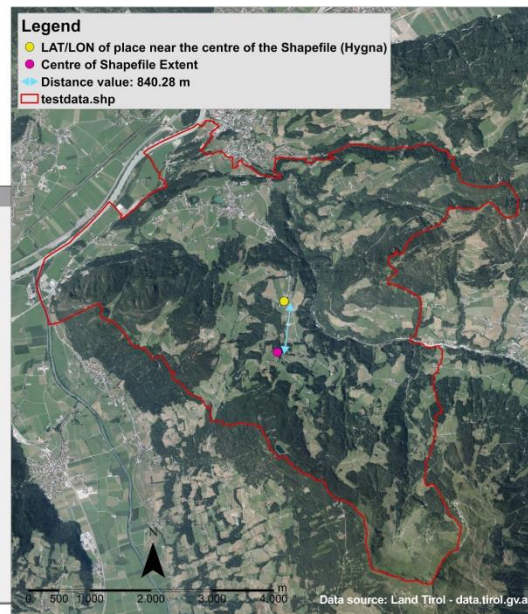 Legend
LAT/LON of place near the centre of the Shapefile (Hygna)
Centre of Shapefile Extent
Distance value: 840.28 m
testdata.shp
N
m
0 500 1.000 2.000 3.000 4.000
Data source: Land Tirol - data.tirol.gv.a